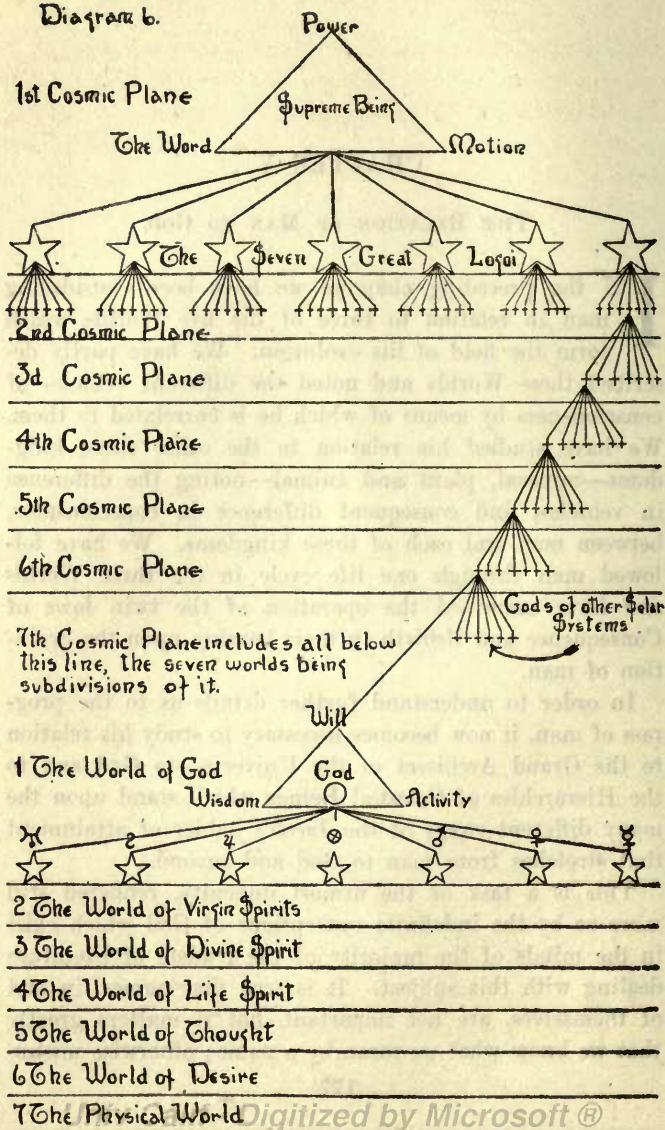 Diagram 6.
Power
1st Cosmic Plane
Supreme Being
The Word
Motion
The Seven Great Logoi
2nd Cosmic Plane
3d Cosmic Plane
4th Cosmic Plane
5th Cosmic Plane
6th Cosmic Plane
Gods of other Solar
Systems
7th Cosmic Plane includes all below
this line, the seven worlds being
subdivisions of it.
Will
1 The World of God
God
Wisdom
Activity
2 The World of Virgin Spirits
3 The World of Divine Spirit
4 The World of Life Spirit
5 The World of Thought
6 The World of Desire
7 The Physical World
Digitized by Microsoft ®